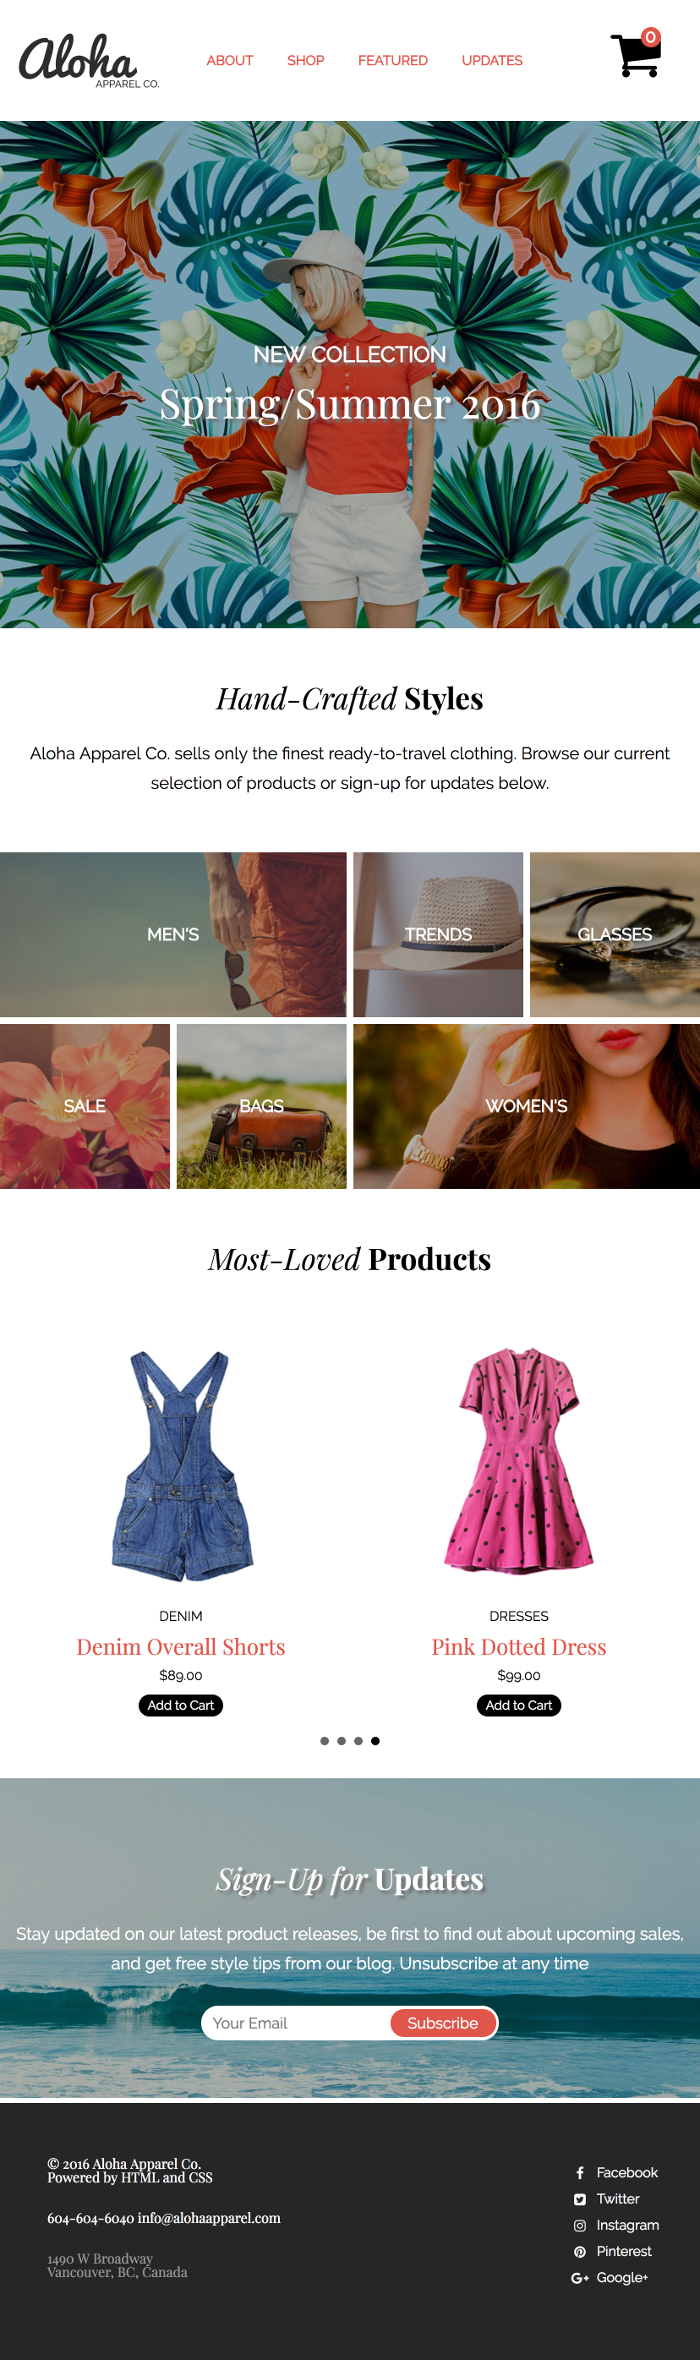 Aloha
APPAREL CO.
ABOUT SHOP FEATURED UPDATES
0
NEW COLLECTION
Spring/Summer 2016
Hand-Crafted Styles
Aloha Apparel Co. sells only the finest ready-to-travel clothing. Browse our current
selection of products or sign-up for updates below.
MEN'S
TRENDS
GLASSES
SALE
BAGS
WOMEN'S
Most-Loved Products
DENIM
Denim Overall Shorts
$89.00
Add to Cart
DRESSES
Pink Dotted Dress
$99.00
Add to Cart
Sign-Up for Updates
Stay updated on our latest product releases, be first to find out about upcoming sales,
and get free style tips from our blog. Unsubscribe at any time
Your Email
Subscribe
© 2016 Aloha Apparel Co.
Powered by HTML and CSS
604-604-6040 info@alohaapparel.com
1490 W Broadway
Vancouver, BC, Canada
Facebook
Twitter
Instagram
Pinterest
Google+